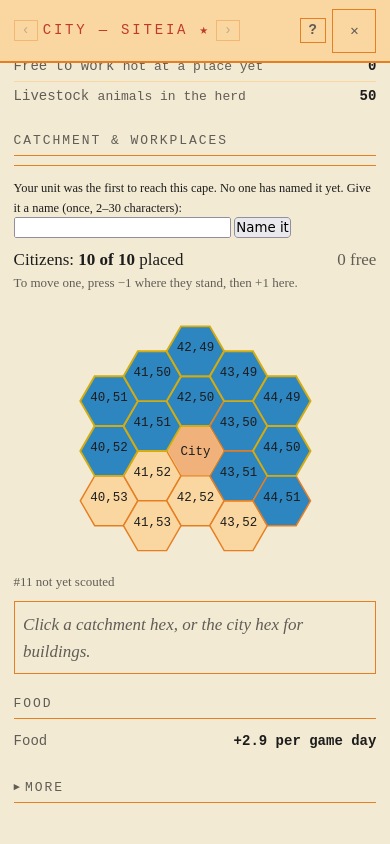 ‹ CITY — SITEIA ★ › ? ×
Free to work not at a place yet 0
Livestock animals in the herd 50
CATCHMENT & WORKPLACES
Your unit was the first to reach this cape. No one has named it yet. Give
it a name (once, 2–30 characters):
Name it
Citizens: 10 of 10 placed 0 free
To move one, press −1 where they stand, then +1 here.
42,49
41,50 43,49
40,51 42,50 44,49
41,51 43,50
40,52 City 44,50
41,52 43,51
40,53 42,52 44,51
41,53 43,52
#11 not yet scouted
Click a catchment hex, or the city hex for
buildings.
FOOD
Food +2.9 per game day
▸ MORE